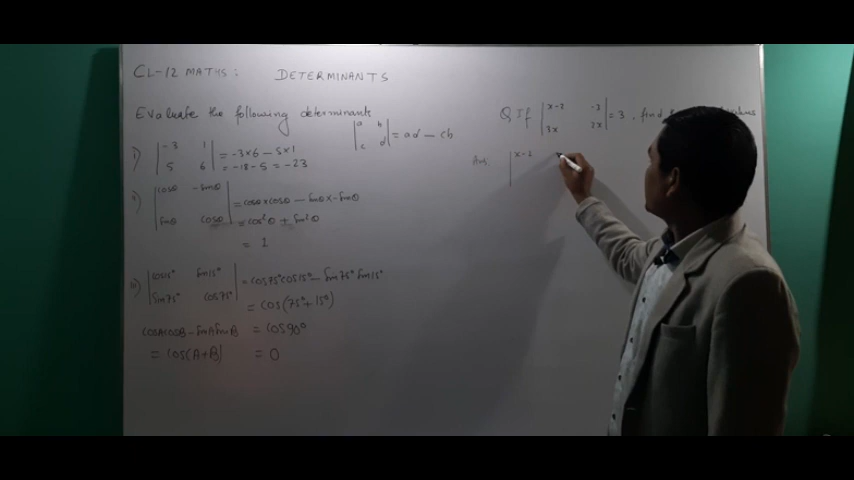 CL-12 MATHS: DETERMINANTS
Evaluate the following determinants
| a b |
| c d | = ad - cb
i) | -3 1 | = -3×6 - 5×1
| 5 6 | = -18-5 = -23
ii) | cosθ -sinθ | = cosθ×cosθ - sinθ×-sinθ
| sinθ cosθ | = cos²θ + sin²θ
= 1
iii) | cos15° sin15° | = cos75°cos15° - sin75° sin15°
| sin75° cos75° | = cos(75°+15°)
cosAcosB - sinAsinB = cos90°
= cos(A+B) = 0
Q If | x-2 -3 |
| 3x 2x | = 3, find
Ans. | x-2